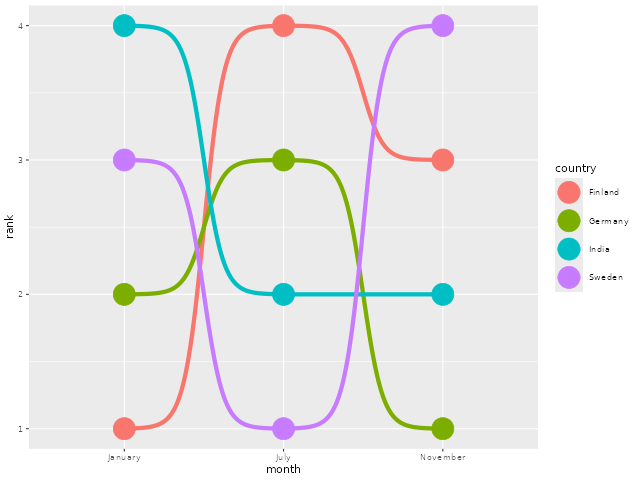 4
3
2
1
rank
January July November
month
country
Finland
Germany
India
Sweden